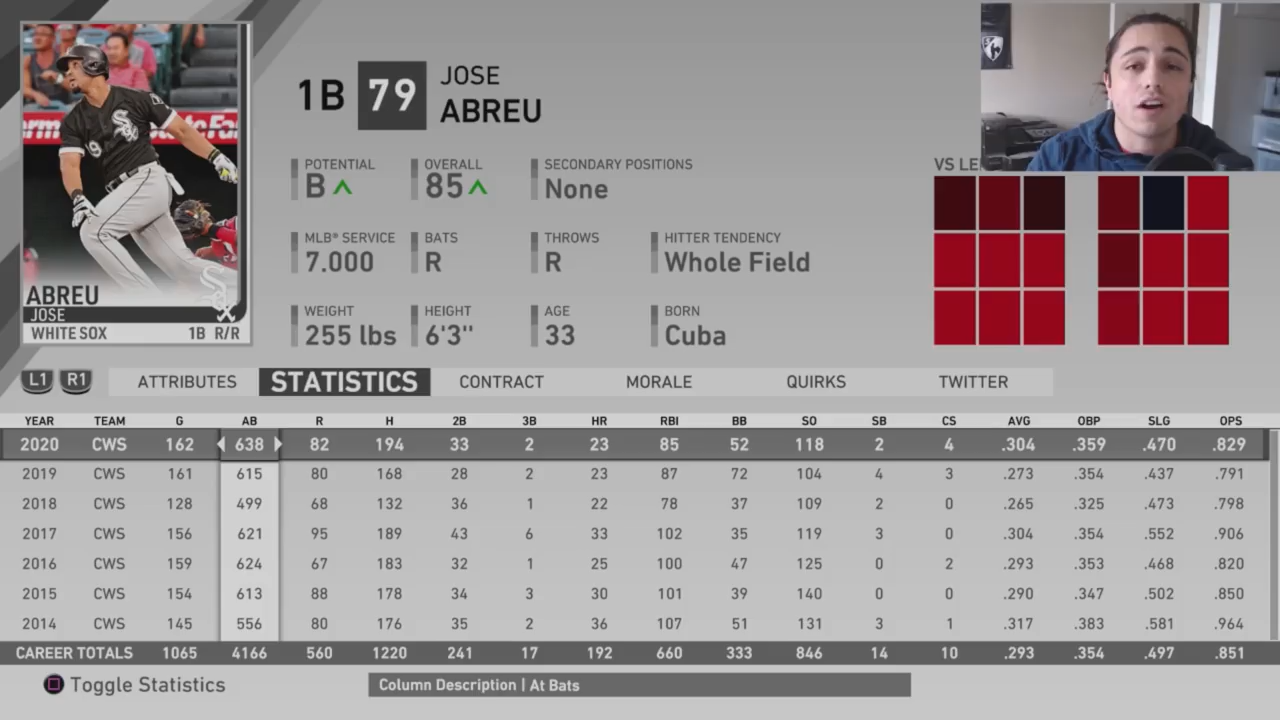 1B 79 JOSE ABREU
POTENTIAL OVERALL SECONDARY POSITIONS
B 85 None
VS
MLB® SERVICE BATS THROWS HITTER TENDENCY
7.000 R R Whole Field
WEIGHT HEIGHT AGE BORN
255 lbs 6'3" 33 Cuba
Sox
ABREU
JOSE
WHITE SOX 1B R/R
L1 R1 ATTRIBUTES STATISTICS CONTRACT MORALE QUIRKS TWITTER
YEAR TEAM G AB R H 2B 3B HR RBI BB SO SB CS AVG OBP SLG OPS
2020 CWS 162 638 82 194 33 2 23 85 52 118 2 4 .304 .359 .470 .829
2019 CWS 161 615 80 168 28 2 23 87 72 104 4 3 .273 .354 .437 .791
2018 CWS 128 499 68 132 36 1 22 78 37 109 2 0 .265 .325 .473 .798
2017 CWS 156 621 95 189 43 6 33 102 35 119 3 0 .304 .354 .552 .906
2016 CWS 159 624 67 183 32 1 25 100 47 125 0 2 .293 .353 .468 .820
2015 CWS 154 613 88 178 34 3 30 101 39 140 0 0 .290 .347 .502 .850
2014 CWS 145 556 80 176 35 2 36 107 51 131 3 1 .317 .383 .581 .964
CAREER TOTALS 1065 4166 560 1220 241 17 192 660 333 846 14 10 .293 .354 .497 .851
Toggle Statistics
Column Description | At Bats